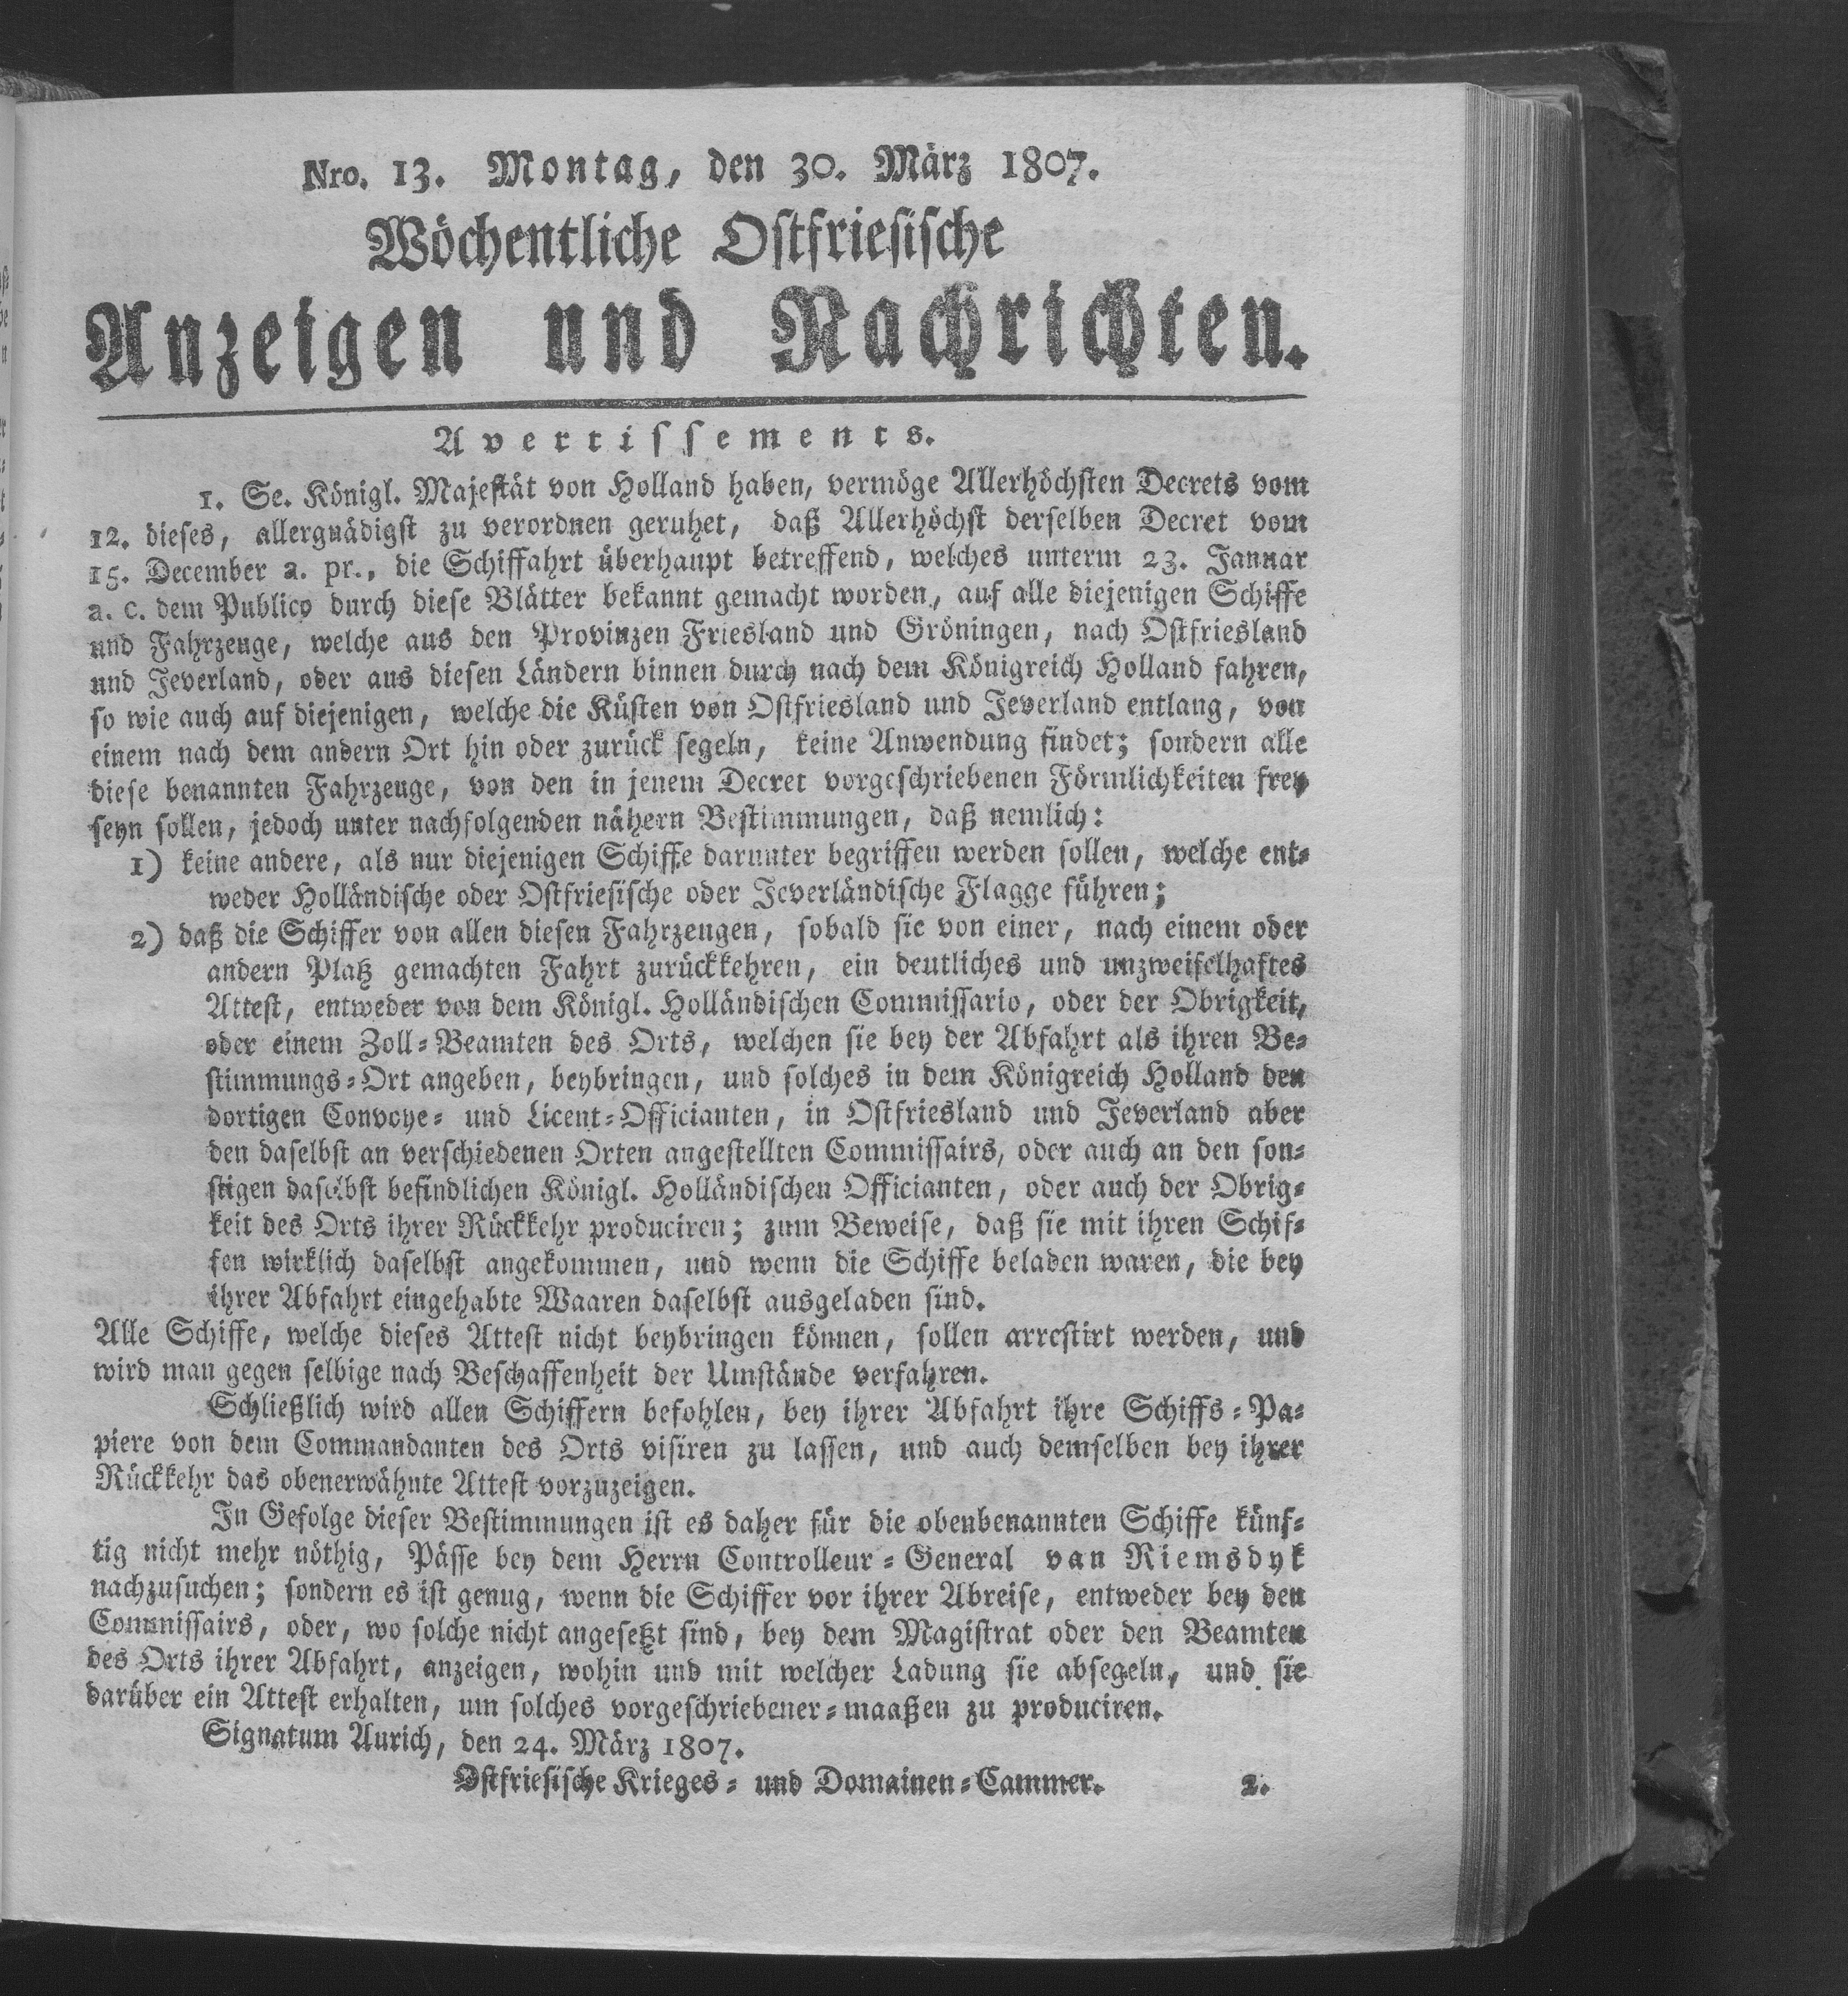 Nro. 13. Montag, den 30. März 1807.
Wöchentliche Ostfriesische
Anzeigen und Nachrichten.
Avertissements.
1. Se. Königl. Majestät von Holland haben, vermöge Allerhöchsten Decrets vom
12. dieses, allergnädigst zu verordnen geruhet, daß Allerhöchst derselben Decret vom
15. December a. pr., die Schiffahrt überhaupt betreffend, welches unterm 23. Januar
a. c. dem Publico durch diese Blätter bekannt gemacht worden, auf alle diejenigen Schiffe
und Fahrzeuge, welche aus den Provinzen Friesland und Gröningen, nach Ostfriesland
und Jeverland, oder aus diesen Ländern binnen durch nach dem Königreich Holland fahren,
so wie auch auf diejenigen, welche die Küsten von Ostfriesland und Jeverland entlang, von
einem nach dem andern Ort hin oder zurück segeln, keine Anwendung findet; sondern alle
diese benannten Fahrzeuge, von den in jenem Decret vorgeschriebenen Förmlichkeiten frey
seyn sollen, jedoch unter nachfolgenden nähern Bestimmungen, daß nemlich:
1) keine andere, als nur diejenigen Schiffe darunter begriffen werden sollen, welche ent-
weder Holländische oder Ostfriesische oder Jeverländische Flagge führen;
2) daß die Schiffer von allen diesen Fahrzeugen, sobald sie von einer, nach einem oder
andern Platz gemachten Fahrt zurückkehren, ein deutliches und unzweifelhaftes
Attest, entweder von dem Königl. Holländischen Commissario, oder der Obrigkeit,
oder einem Zoll-Beamten des Orts, welchen sie bey der Abfahrt als ihren Be-
stimmungs-Ort angeben, beybringen, und solches in dem Königreich Holland den
dortigen Convoye- und Licent-Officianten, in Ostfriesland und Jeverland aber
den daselbst an verschiedenen Orten angestellten Commissairs, oder auch an den son-
stigen daselbst befindlichen Königl. Holländischen Officianten, oder auch der Obrig-
keit des Orts ihrer Rückkehr produciren; zum Beweise, daß sie mit ihren Schif-
fen wirklich daselbst angekommen, und wenn die Schiffe beladen waren, die bey
ihrer Abfahrt eingehabte Waaren daselbst ausgeladen sind.
Alle Schiffe, welche dieses Attest nicht beybringen können, sollen arrestirt werden, und
wird man gegen selbige nach Beschaffenheit der Umstände verfahren.
Schließlich wird allen Schiffern befohlen, bey ihrer Abfahrt ihre Schiffs-Pa-
piere von dem Commandanten des Orts visiren zu lassen, und auch demselben bey ihrer
Rückkehr das obenerwähnte Attest vorzuzeigen.
In Gefolge dieser Bestimmungen ist es daher für die obenbenannten Schiffe künf-
tig nicht mehr nöthig, Pässe bey dem Herrn Controlleur-General van Riemsdyk
nachzusuchen; sondern es ist genug, wenn die Schiffer vor ihrer Abreise, entweder bey den
Commissairs, oder, wo solche nicht angesetzt sind, bey dem Magistrat oder den Beamten
des Orts ihrer Abfahrt, anzeigen, wohin und mit welcher Ladung sie absegeln, und sie
darüber ein Attest erhalten, um solches vorgeschriebener-maaßen zu produciren.
Signatum Aurich, den 24. März 1807.
Ostfriesische Krieges- und Domainen-Cammer. 2.